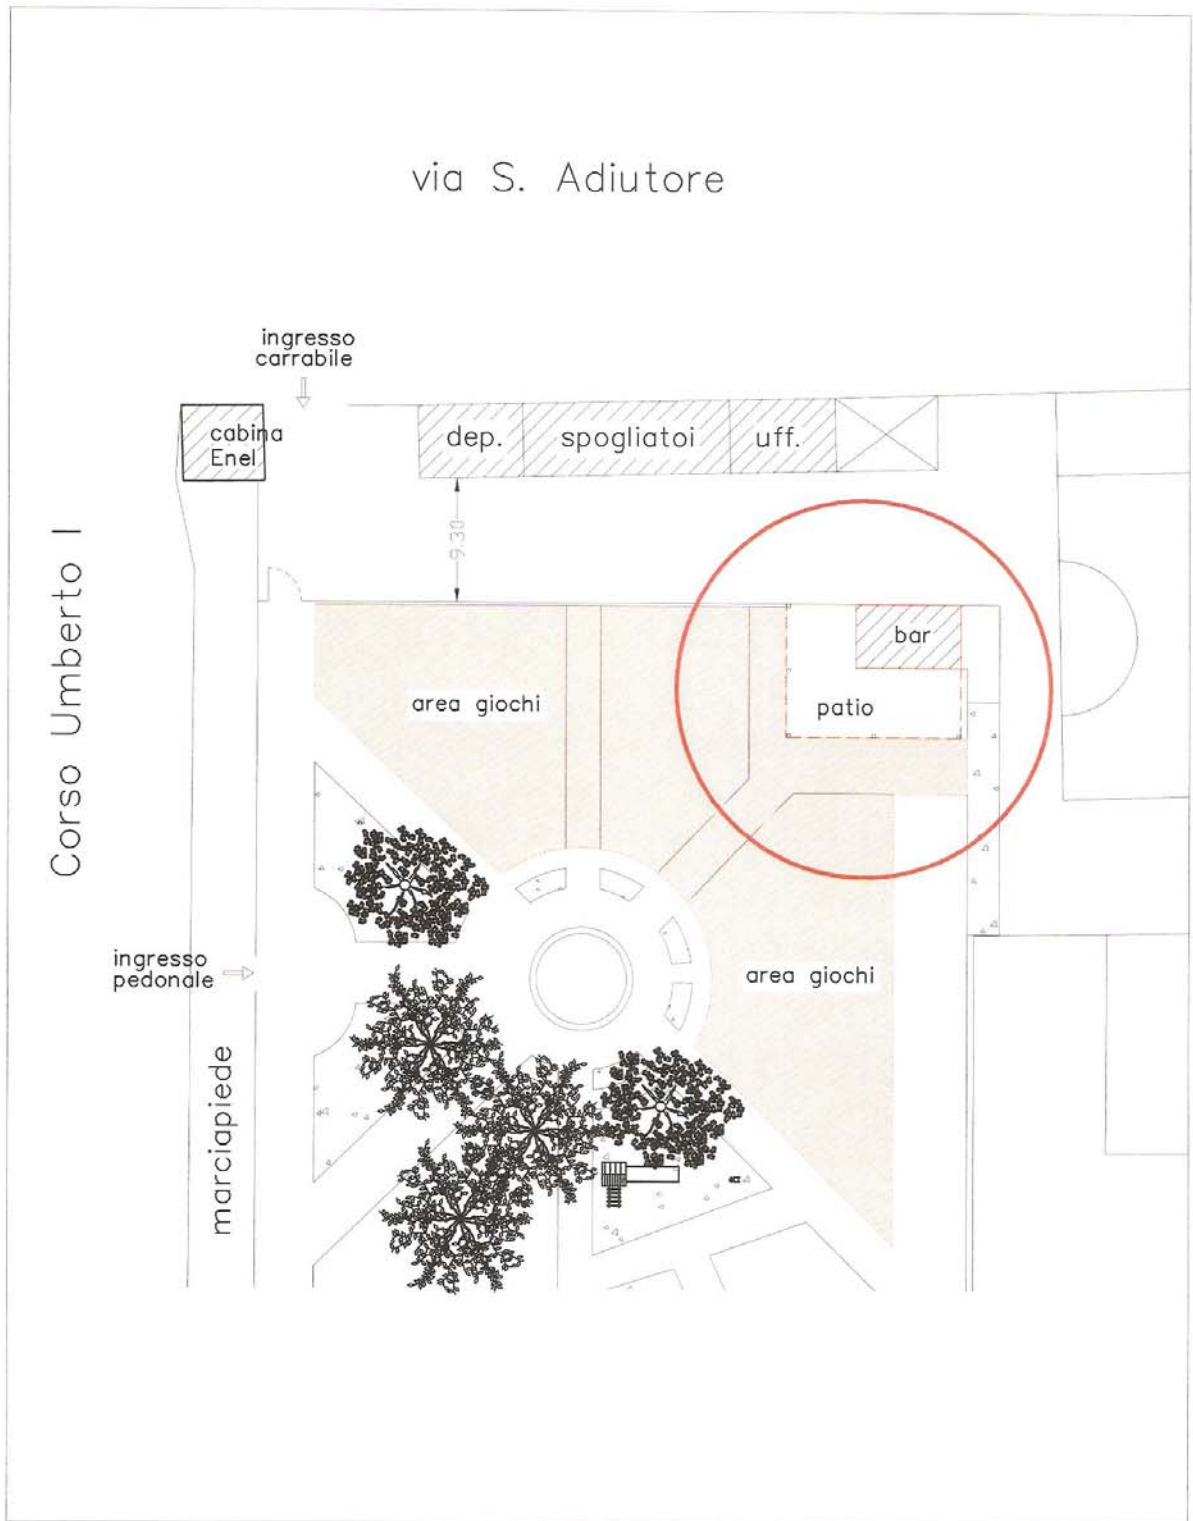 via S. Adiutore
ingresso
carrabile
cabina
Enel
dep.
spogliatoi
uff.
9.30
Corso Umberto I
bar
area giochi
patio
ingresso
pedonale
area giochi
marciapiede